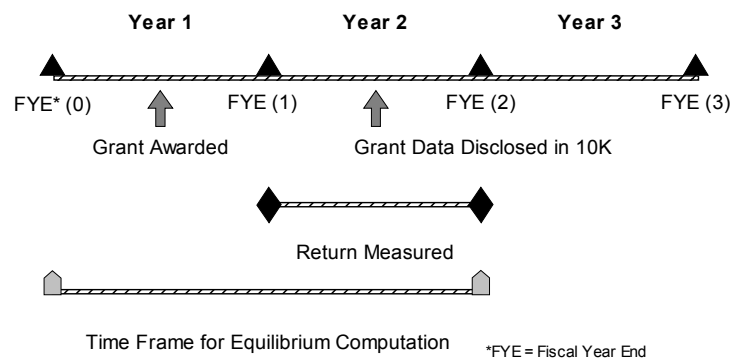 Year 1 Year 2 Year 3
FYE* (0) FYE (1) FYE (2) FYE (3)
Grant Awarded Grant Data Disclosed in 10K
Return Measured
Time Frame for Equilibrium Computation *FYE = Fiscal Year End